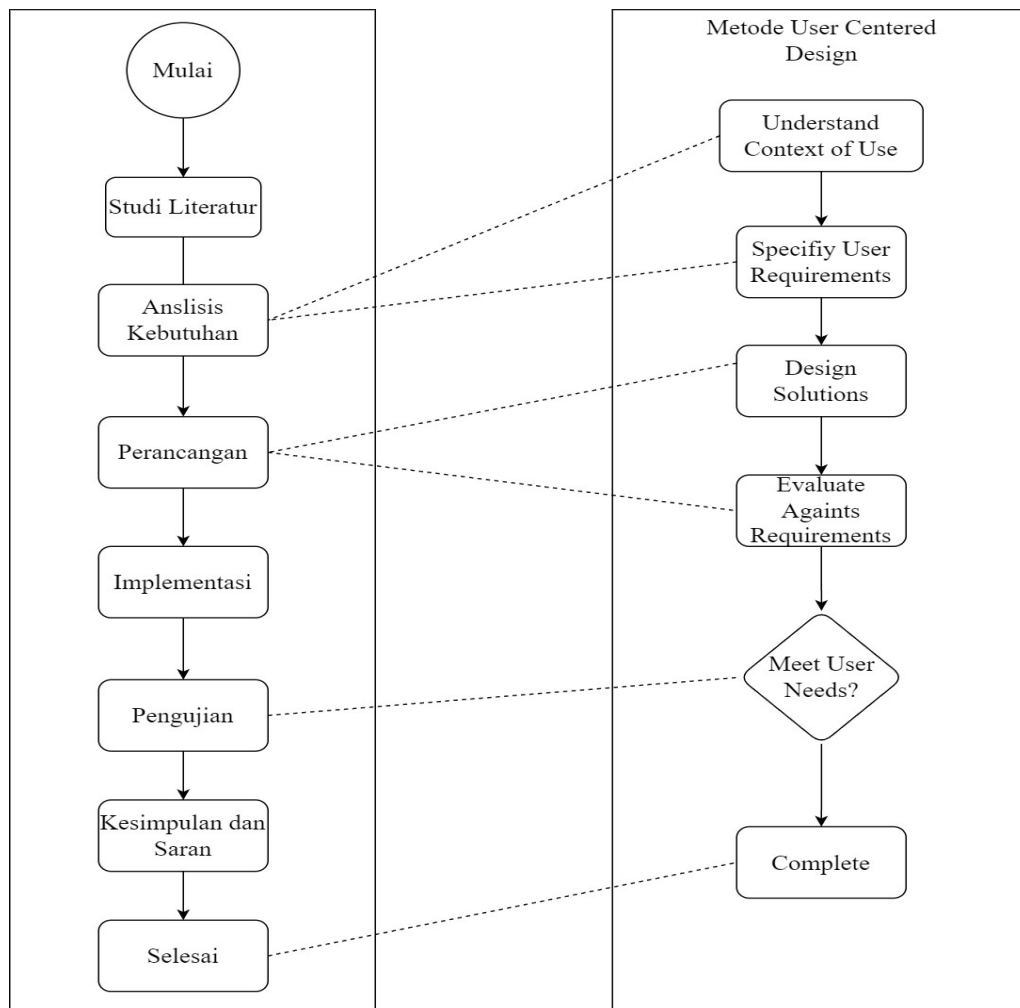 Mulai
Studi Literatur
Anslisis
Kebutuhan
Perancangan
Implementasi
Pengujian
Kesimpulan dan
Saran
Selesai
Metode User Centered
Design
Understand
Context of Use
Specifiy User
Requirements
Design
Solutions
Evaluate
Againts
Requirements
Meet User
Needs?
Complete